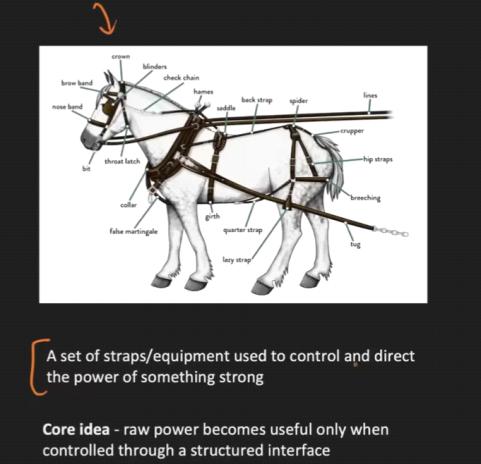 crown
blinders
check chain
brow band
hames
back strap
spider
lines
saddle
nose band
crupper
throat latch
hip straps
bit
breeching
collar
girth
false martingale
quarter strap
tug
lazy strap
A set of straps/equipment used to control and direct
the power of something strong
Core idea - raw power becomes useful only when
controlled through a structured interface